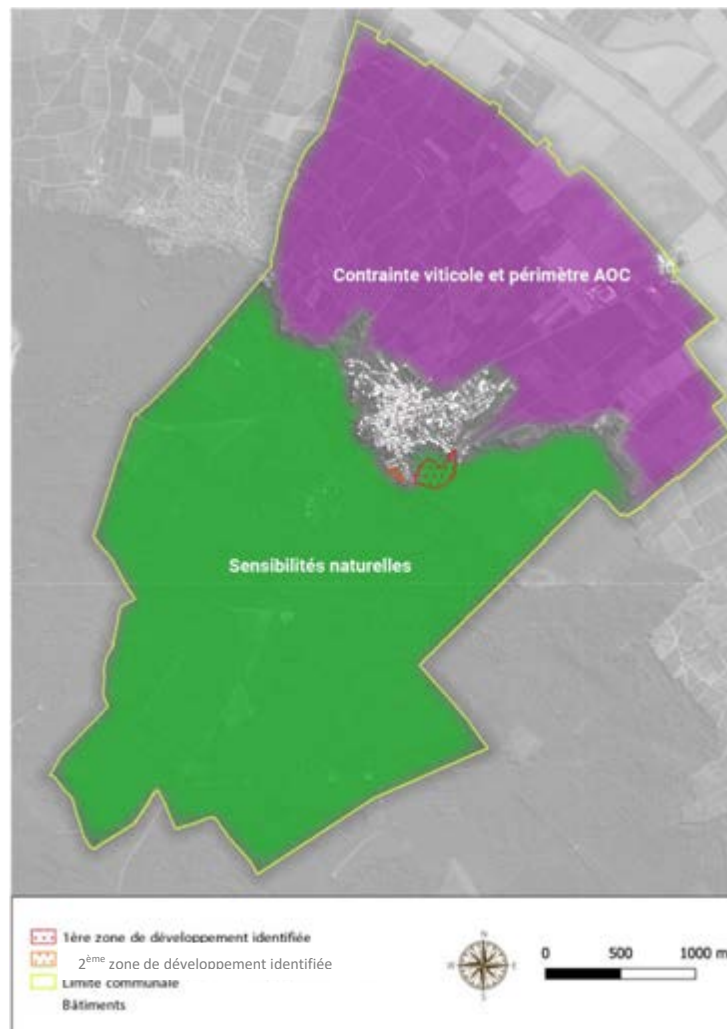 Contrainte viticole et périmètre AOC
Sensibilités naturelles
1ère zone de développement identifiée
2ème zone de développement identifiée
Limite communale
Bâtiments
N
E
S
0 500 1000 m